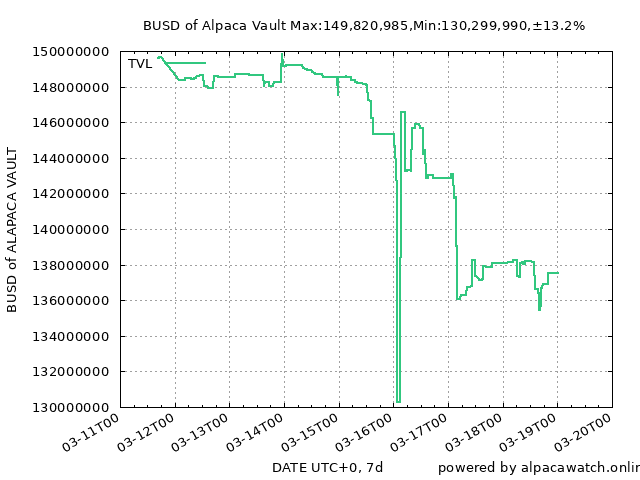 BUSD of Alpaca Vault Max:149,820,985,Min:130,299,990,±13.2%
150000000
TVL
148000000
146000000
144000000
142000000
140000000
138000000
136000000
134000000
132000000
130000000
BUSD of ALAPACA VAULT
03-11T00
03-12T00
03-13T00
03-14T00
03-15T00
03-16T00
03-17T00
03-18T00
03-19T00
03-20T00
DATE UTC+0, 7d
powered by alpacawatch.onlin